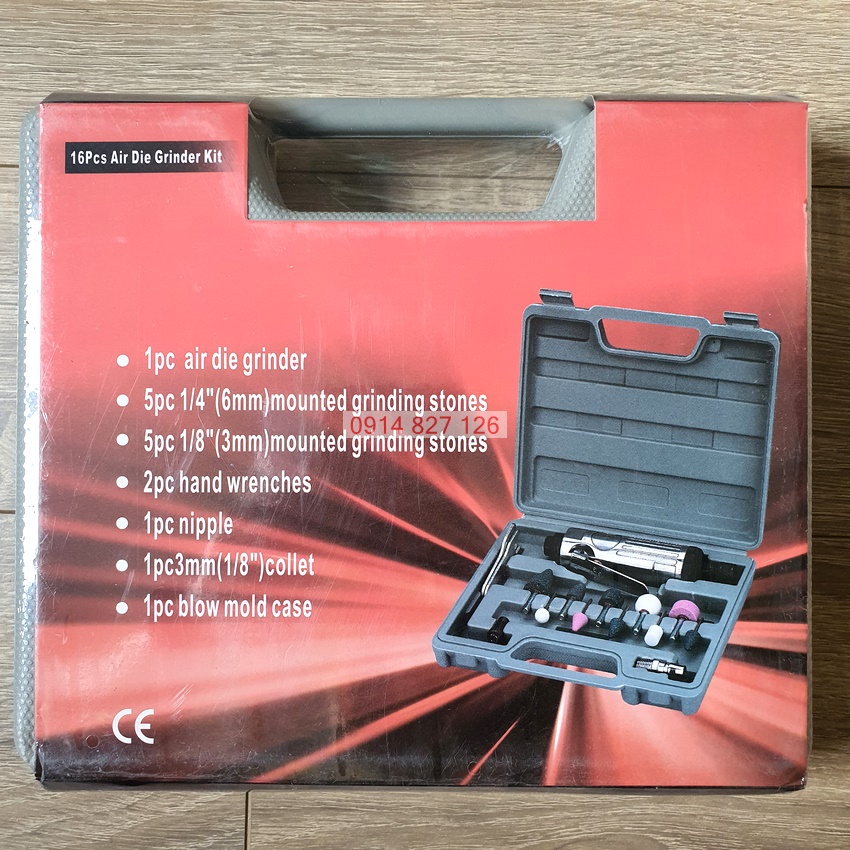 16Pcs Air Die Grinder Kit
1pc air die grinder
5pc 1/4"(6mm)mounted grinding stones
0914 827 126
5pc 1/8"(3mm)mounted grinding stones
2pc hand wrenches
1pc nipple
1pc3mm(1/8")collet
1pc blow mold case
CE